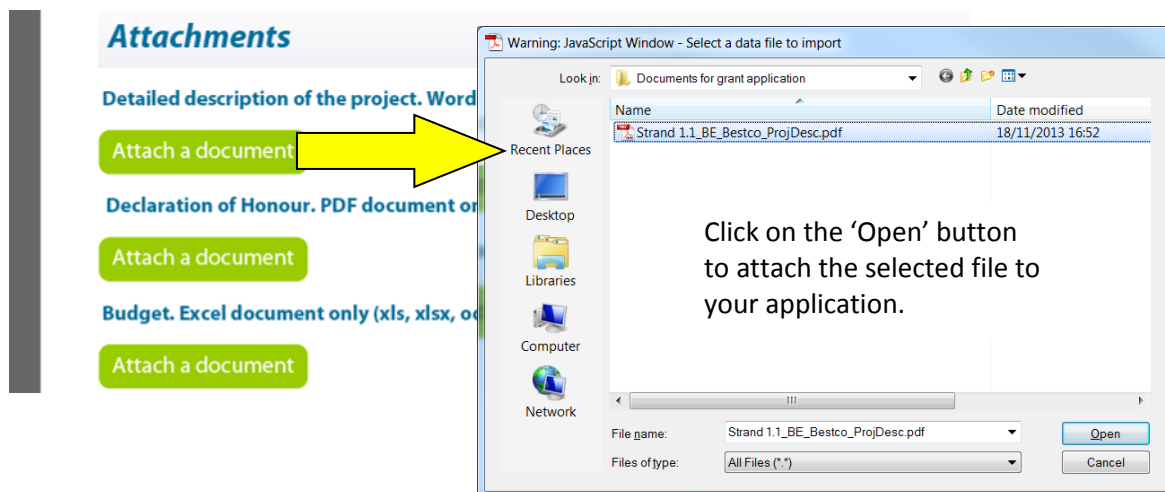 Attachments
Detailed description of the project. Word
Attach a document
Declaration of Honour. PDF document or
Attach a document
Budget. Excel document only (xls, xlsx,
Attach a document
Warning: JavaScript Window - Select a data file to import
Look in:
Documents for grant application
Name
Date modified
Strand 1.1_BE_Bestco_ProjDesc.pdf
18/11/2013 16:52
Recent Places
Desktop
Libraries
Computer
Network
Click on the ‘Open’ button
to attach the selected file to
your application.
File name:
Strand 1.1_BE_Bestco_ProjDesc.pdf
Open
Files of type:
All Files (*.*)
Cancel